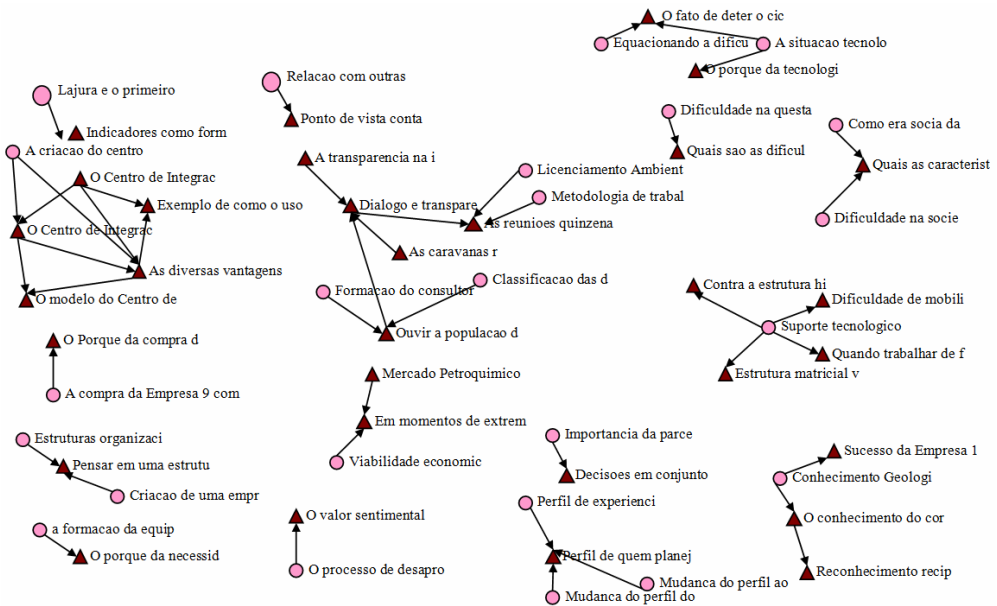 O fato de deter o cic
Equacionando a dificu
A situacao tecnolo
O porque da tecnologi
Lajura e o primeiro
Relacao com outras
Indicadores como form
Ponto de vista conta
Dificuldade na questa
Como era socia da
A criacao do centro
A transparencia na i
Quais sao as dificul
Quais as caracterist
O Centro de Integrac
Licenciamento Ambient
Exemplo de como o uso
Dialogo e transpare
Metodologia de trabal
O Centro de Integrac
As reunioes quinzena
Dificuldade na socie
As caravanas r
As diversas vantagens
Formacao do consultor
Classificacao das d
Contra a estrutura hi
O modelo do Centro de
Dificuldade de mobili
Ouvir a populacao d
Suporte tecnologico
O Porque da compra d
Quando trabalhar de f
Mercado Petroquimico
Estrutura matricial v
A compra da Empresa 9 com
Em momentos de extrem
Estruturas organizaci
Importancia da parce
Sucesso da Empresa 1
Pensar em uma estrutu
Viabilidade economic
Decisoes em conjunto
Conhecimento Geologi
Criacao de uma empr
Perfil de experienci
O valor sentimental
O conhecimento do cor
a formacao da equip
O porque da necessid
Perfil de quem planej
O processo de desapro
Reconhecimento recip
Mudanca do perfil ao
Mudanca do perfil do